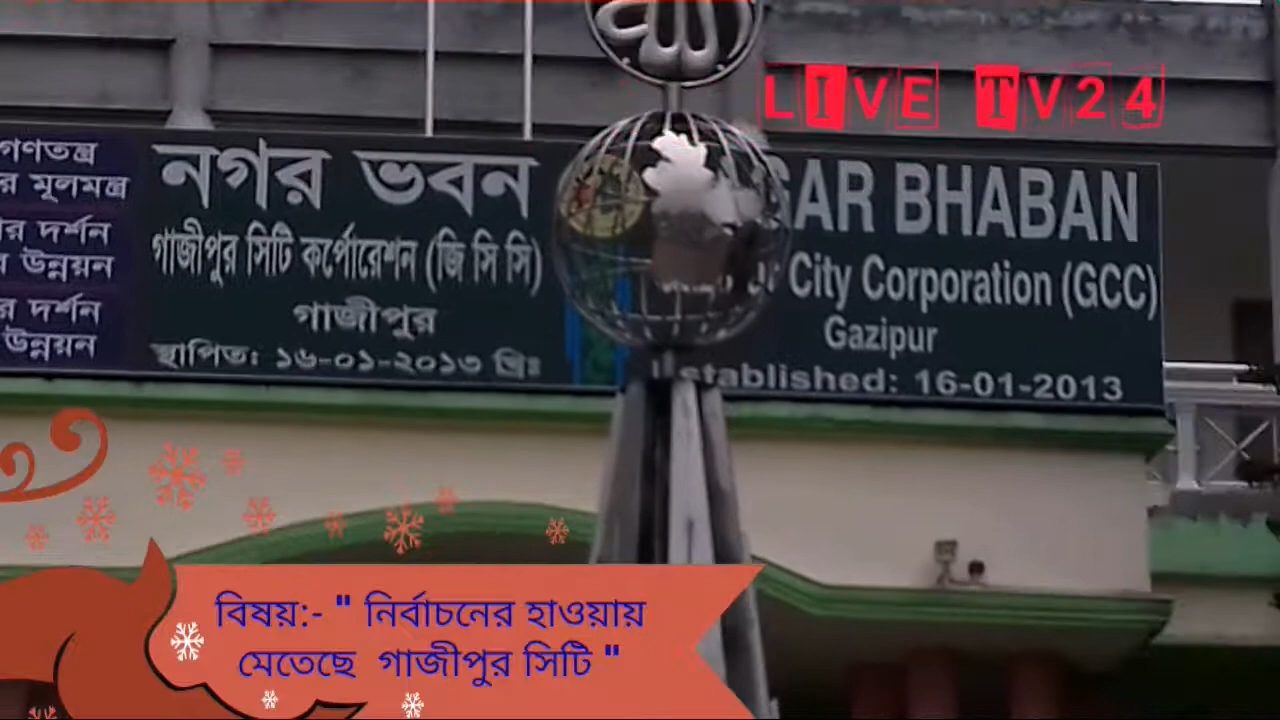 LIVE TV24
গণতন্ত্র
র মূলমন্ত্র
র দর্শন
উন্নয়ন
র দর্শন
উন্নয়ন
নগর ভবন
গাজীপুর সিটি কর্পোরেশন (জি সি সি)
গাজীপুর
স্থাপিত: ১৬-০১-২০১৩ খ্রিঃ
GAR BHABAN
City Corporation (GCC)
Gazipur
Established: 16-01-2013
বিষয়:- " নির্বাচনের হাওয়ায়
মেতেছে গাজীপুর সিটি "